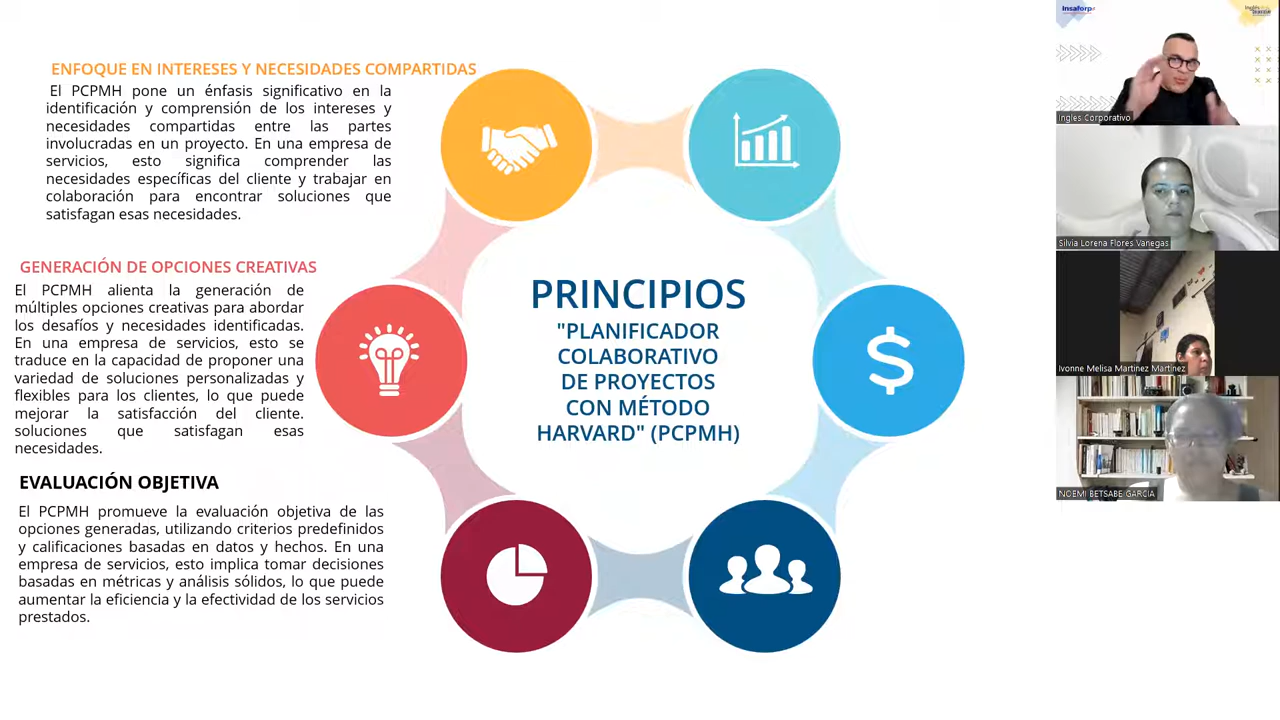 ENFOQUE EN INTERESES Y NECESIDADES COMPARTIDAS
El PCPMH pone un énfasis significativo en la
identificación y comprensión de los intereses y
necesidades compartidas entre las partes
involucradas en un proyecto. En una empresa de
servicios, esto significa comprender las
necesidades específicas del cliente y trabajar en
colaboración para encontrar soluciones que
satisfagan esas necesidades.
GENERACIÓN DE OPCIONES CREATIVAS
El PCPMH alienta la generación de
múltiples opciones creativas para abordar
los desafíos y necesidades identificadas.
En una empresa de servicios, esto se
traduce en la capacidad de proponer una
variedad de soluciones personalizadas y
flexibles para los clientes, lo que puede
mejorar la satisfacción del cliente.
soluciones que satisfagan esas
necesidades.
EVALUACIÓN OBJETIVA
El PCPMH promueve la evaluación objetiva de las
opciones generadas, utilizando criterios predefinidos
y calificaciones basadas en datos y hechos. En una
empresa de servicios, esto implica tomar decisiones
basadas en métricas y análisis sólidos, lo que puede
aumentar la eficiencia y la efectividad de los servicios
prestados.
PRINCIPIOS
"PLANIFICADOR
COLABORATIVO
DE PROYECTOS
CON MÉTODO
HARVARD" (PCPMH)
$
Insaforp
Ingles Corporativo
Silvia Lorena Flores Vanegas
Ivonne Melisa Martinez Martinez
NOEMI BETSABE GARCIA